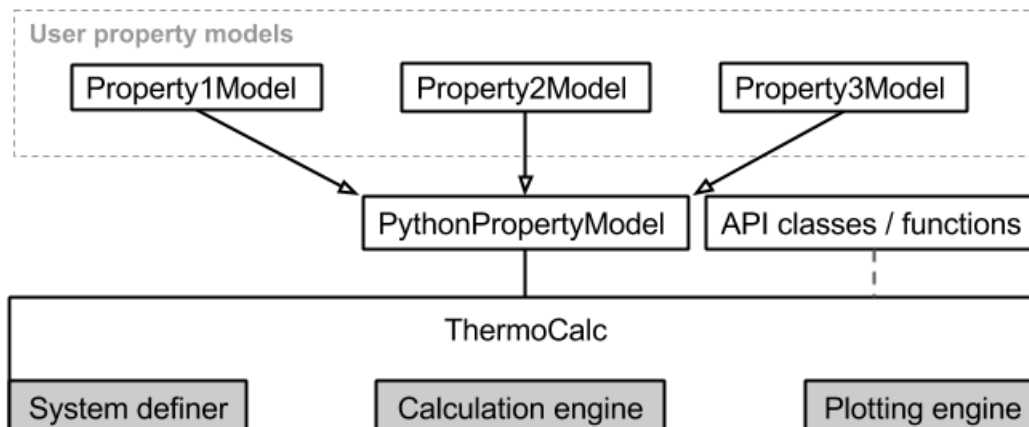 User property models
Property1Model
Property2Model
Property3Model
PythonPropertyModel
API classes / functions
ThermoCalc
System definer
Calculation engine
Plotting engine